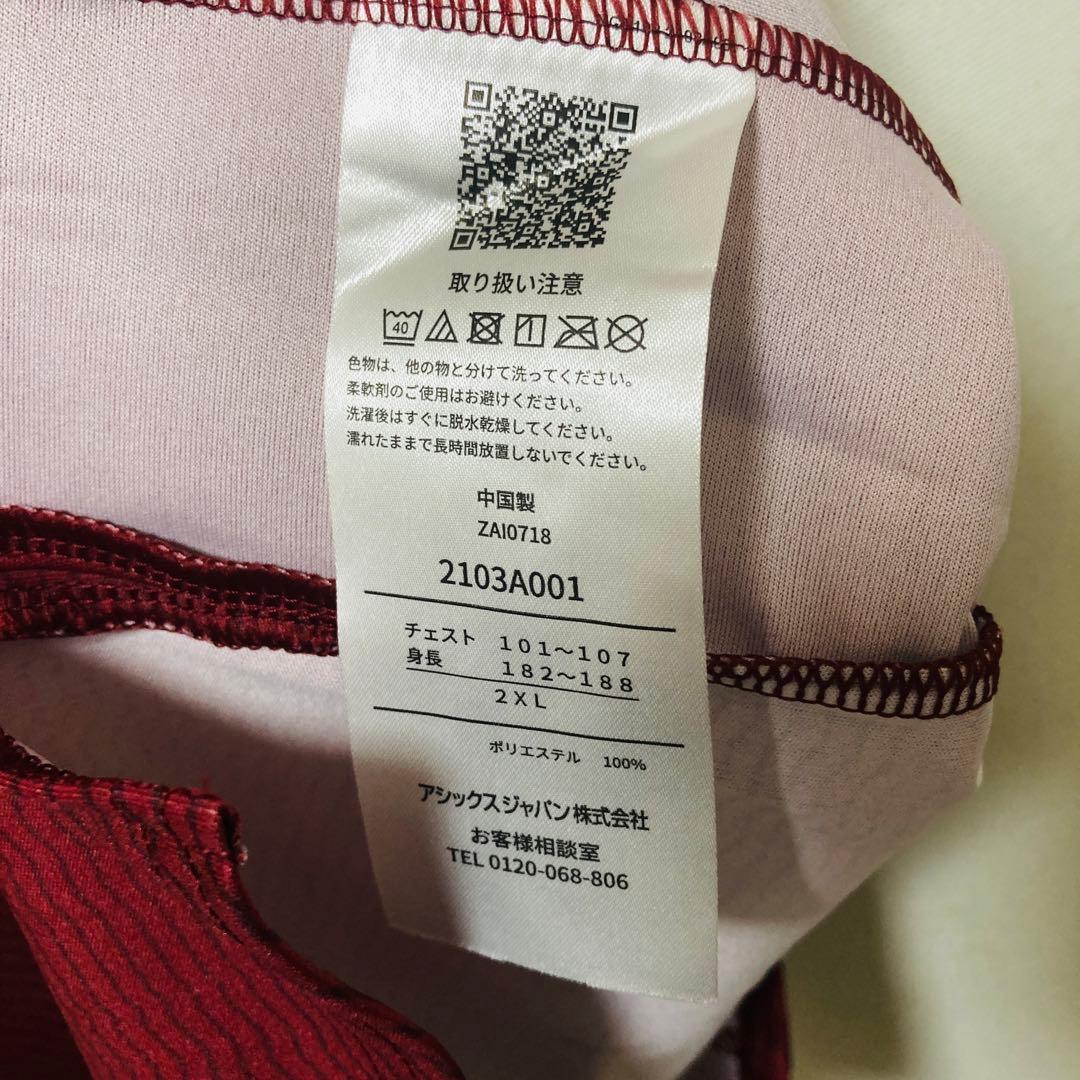 取り扱い注意
40
色物は、他の物と分けて洗ってください。
柔軟剤のご使用はお避けください。
洗濯後はすぐに脱水乾燥してください。
濡れたままで長時間放置しないでください。
中国製
ZAI0718
2103A001
チェスト 101～107
身長 182～188
2XL
ポリエステル 100%
アシックスジャパン株式会社
お客様相談室
TEL 0120-068-806